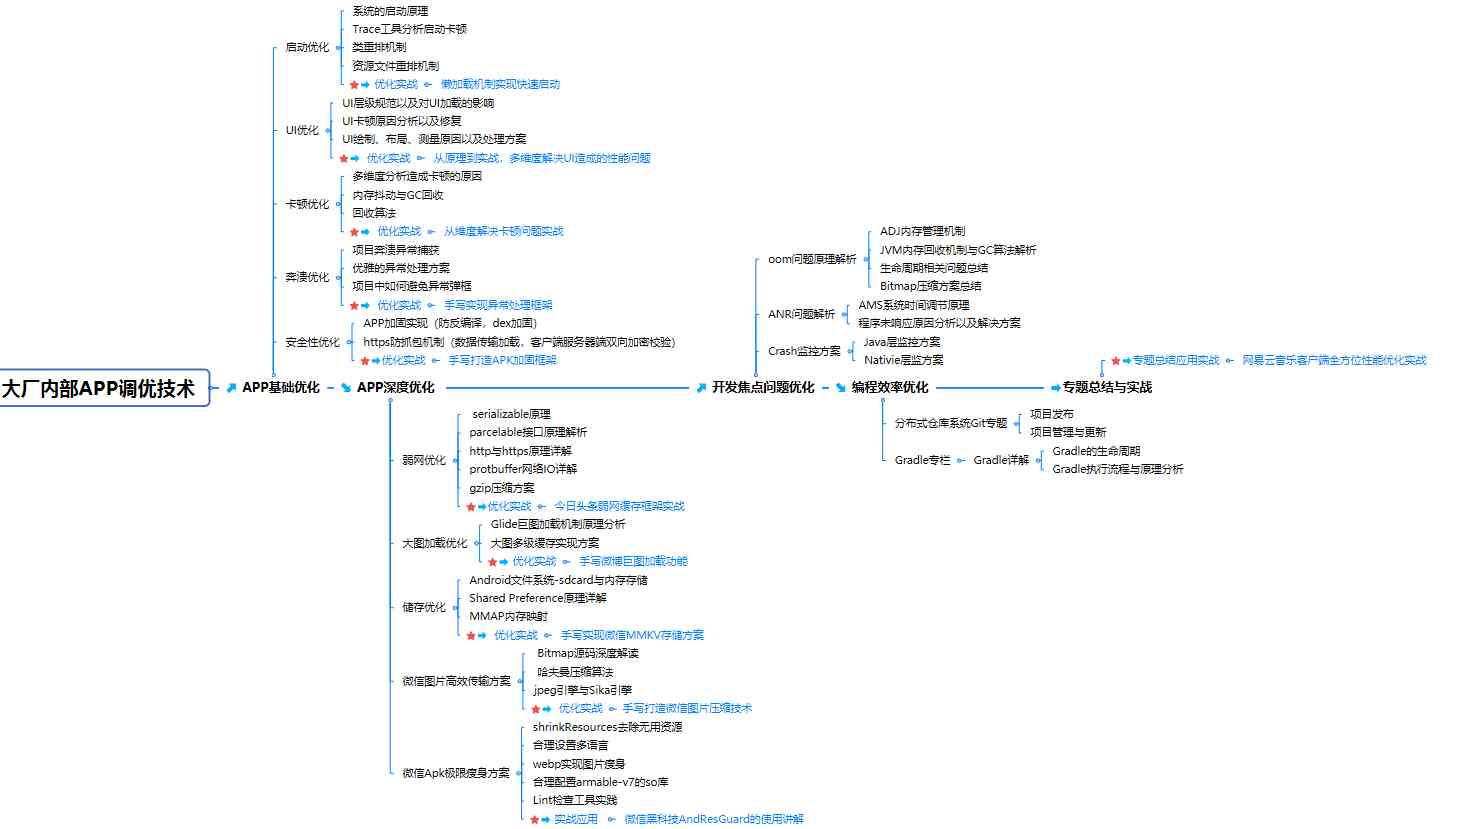 大厂内部APP调优技术
APP基础优化
启动优化
系统的启动原理
Trace工具分析启动卡顿
类重排机制
资源文件重排机制
优化实战
懒加载机制实现快速启动
UI优化
UI层级规范以及对UI加载的影响
UI卡顿原因分析以及修复
UI绘制、布局、测量原因以及处理方案
优化实战
从原理到实战，多维度解决UI造成的性能问题
卡顿优化
多维度分析造成卡顿的原因
内存抖动与GC回收
回收算法
优化实战
从维度解决卡顿问题实战
奔溃优化
项目奔溃异常捕获
优雅的异常处理方案
项目中如何避免异常弹框
优化实战
手写实现异常处理框架
安全性优化
APP加固实现（防反编译，dex加固）
https防抓包机制（数据传输加载，客户端服务器端双向加密校验）
优化实战
手写打造APK加固框架
APP深度优化
弱网优化
serializable原理
parcelable接口原理解析
http与https原理详解
protbuffer网络IO详解
gzip压缩方案
优化实战
今日头条弱网缓存框架实战
大图加载优化
Glide巨图加载机制原理分析
大图多级缓存实现方案
优化实战
手写微博巨图加载功能
储存优化
Android文件系统-sdcard与内存存储
Shared Preference原理详解
MMAP内存映射
优化实战
手写实现微信MMKV存储方案
微信图片高效传输方案
Bitmap源码深度解读
哈夫曼压缩算法
jpeg引擎与Sika引擎
优化实战
手写打造微信图片压缩技术
微信Apk极限瘦身方案
shrinkResources去除无用资源
合理设置多语言
webp实现图片瘦身
合理配置armable-v7的so库
Lint检查工具实践
实战应用
微信黑科技AndResGuard的使用讲解
开发焦点问题优化
oom问题原理解析
ADJ内存管理机制
JVM内存回收机制与GC算法解析
生命周期相关问题总结
Bitmap压缩方案总结
ANR问题解析
AMS系统时间调节原理
程序未响应原因分析以及解决方案
Crash监控方案
Java层监控方案
Nativie层监方案
编程效率优化
分布式仓库系统Git专题
项目发布
项目管理与更新
Gradle专栏
Gradle详解
Gradle的生命周期
Gradle执行流程与原理分析
专题总结与实战
专题总结应用实战
网易云音乐客户端全方位性能优化实战